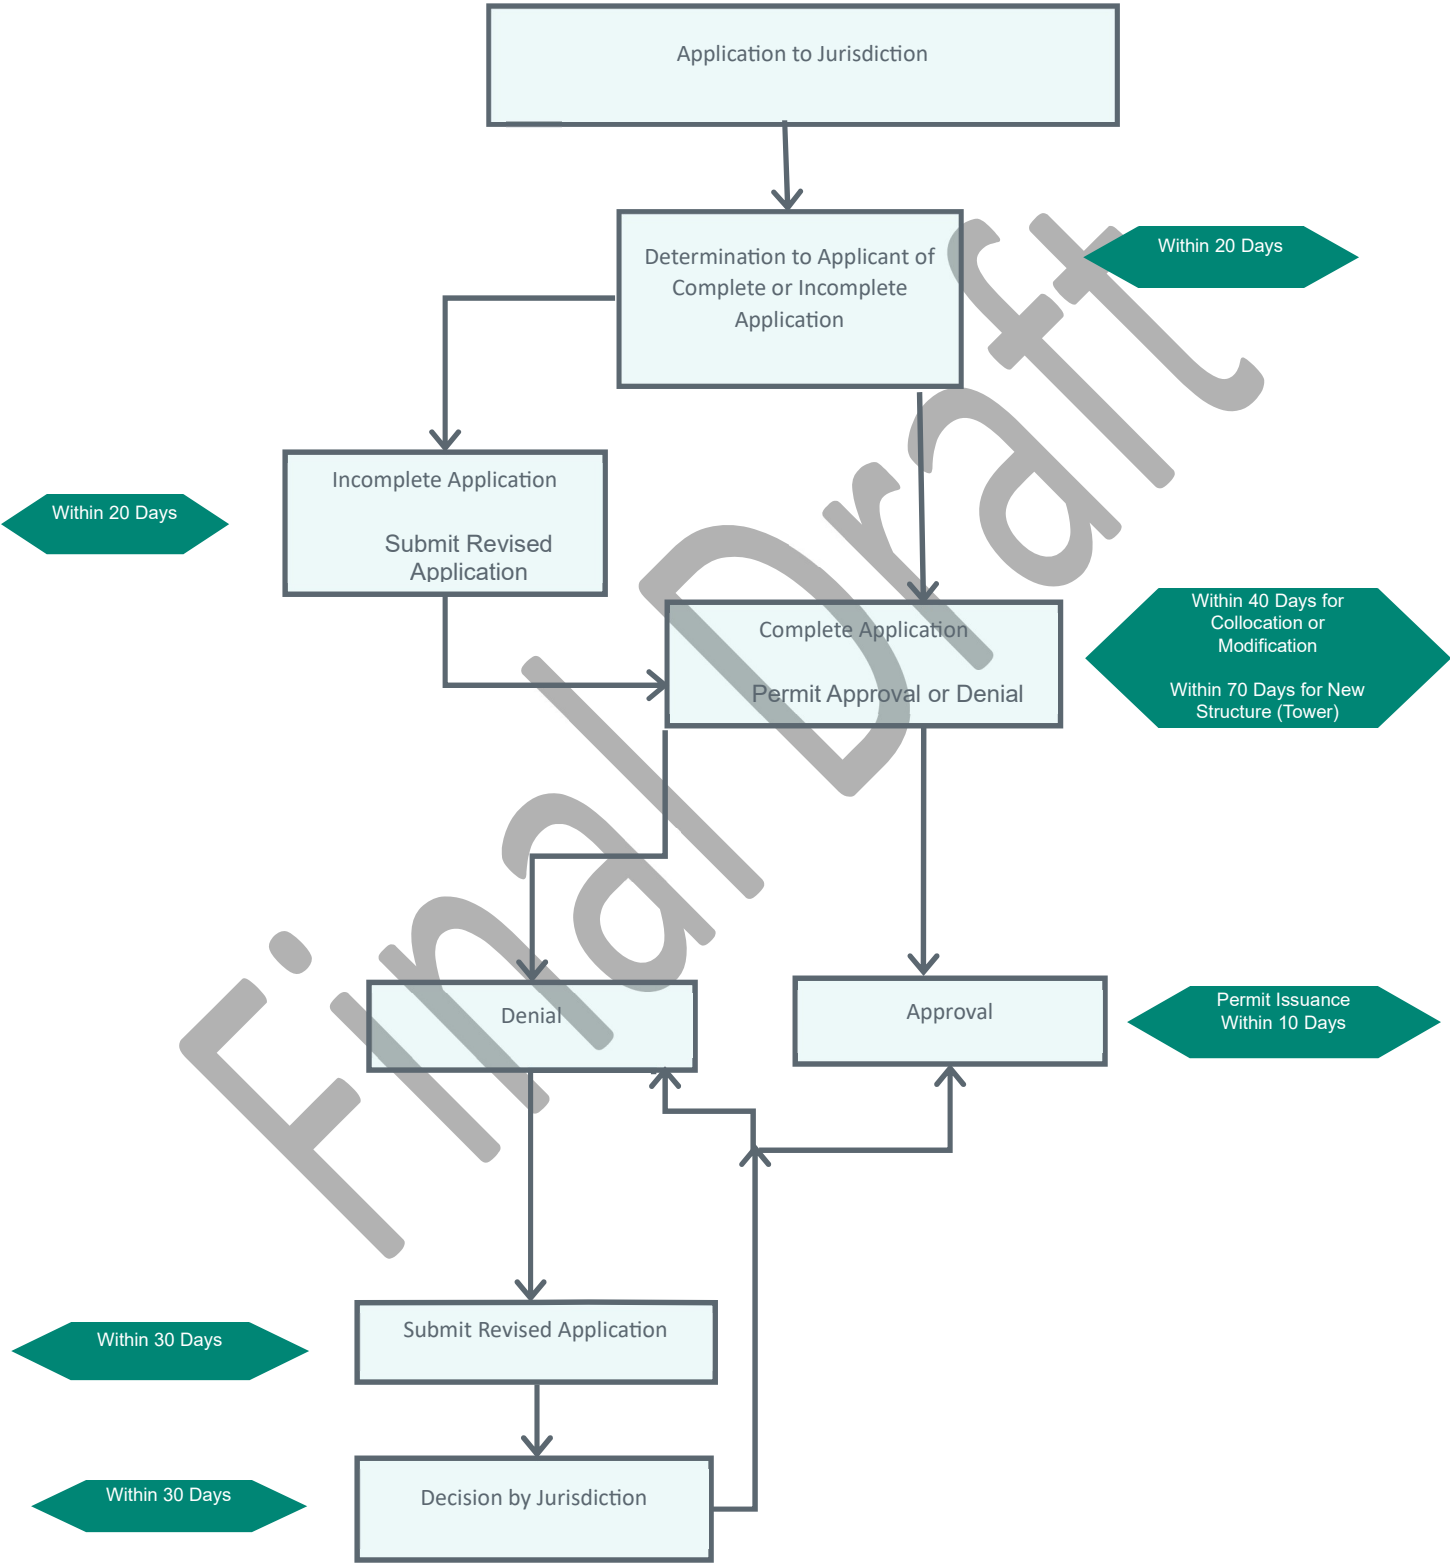 Application to Jurisdiction
Determination to Applicant of
Complete or Incomplete
Application
Within 20 Days
Incomplete Application
Submit Revised
Application
Within 20 Days
Complete Application
Permit Approval or Denial
Within 40 Days for
Collocation or
Modification
Within 70 Days for New
Structure (Tower)
Denial
Approval
Permit Issuance
Within 10 Days
Submit Revised Application
Within 30 Days
Decision by Jurisdiction
Within 30 Days
Final Draft